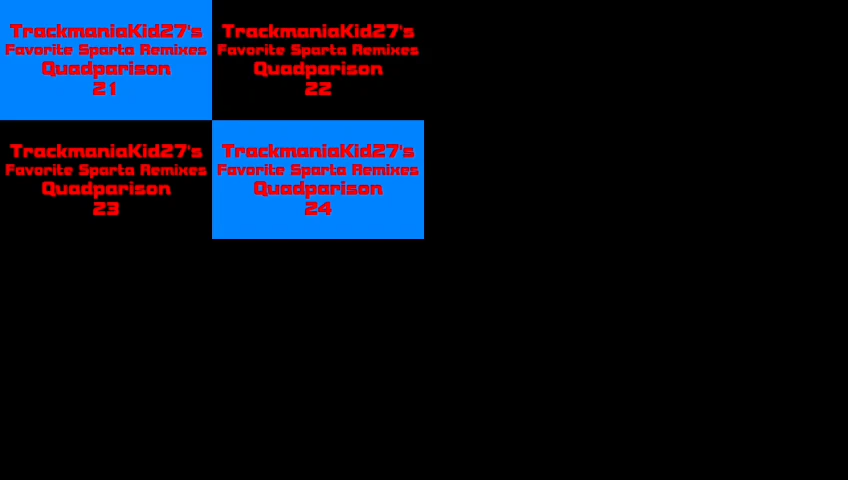 TrackmaniaKid27's
Favorite Sparta Remixes
Quadparison
21
TrackmaniaKid27's
Favorite Sparta Remixes
Quadparison
22
TrackmaniaKid27's
Favorite Sparta Remixes
Quadparison
23
TrackmaniaKid27's
Favorite Sparta Remixes
Quadparison
24